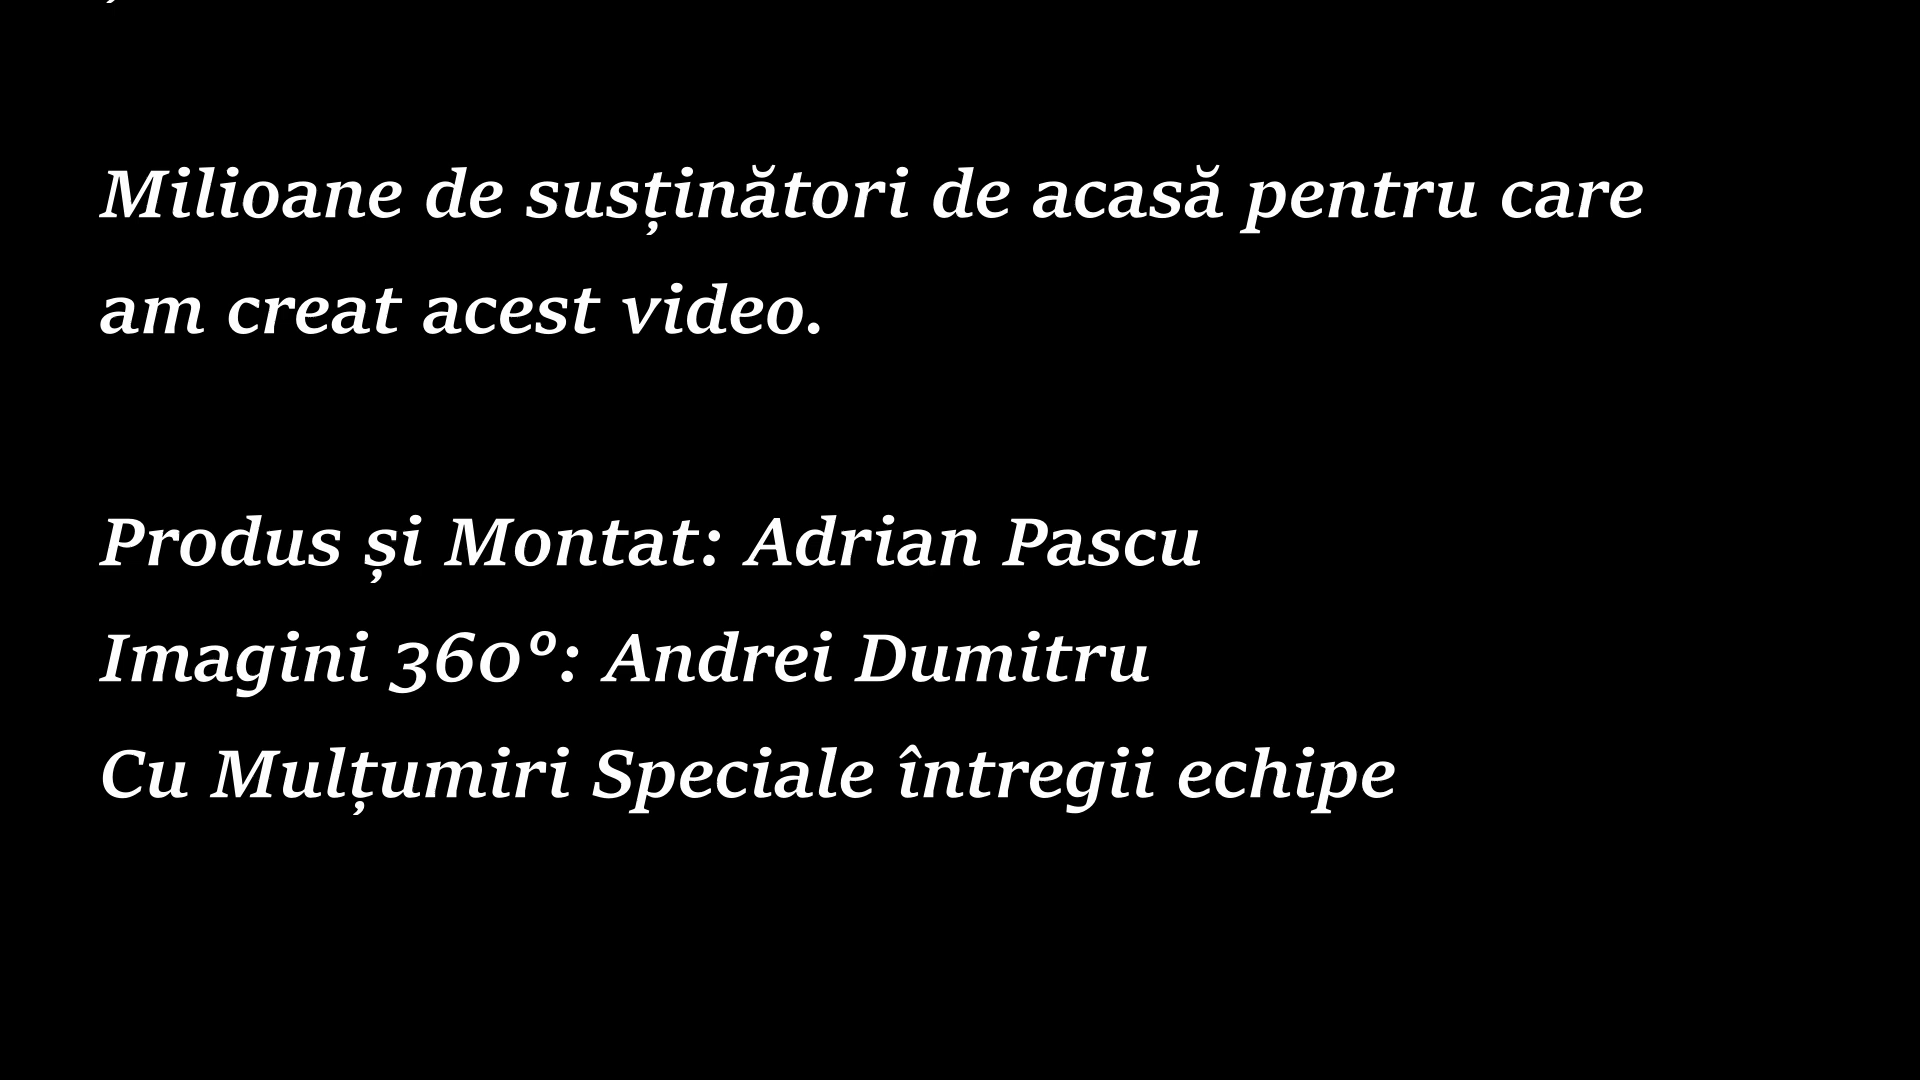 Milioane de susținători de acasă pentru care
am creat acest video.
Produs și Montat: Adrian Pascu
Imagini 360º: Andrei Dumitru
Cu Mulțumiri Speciale întregii echipe